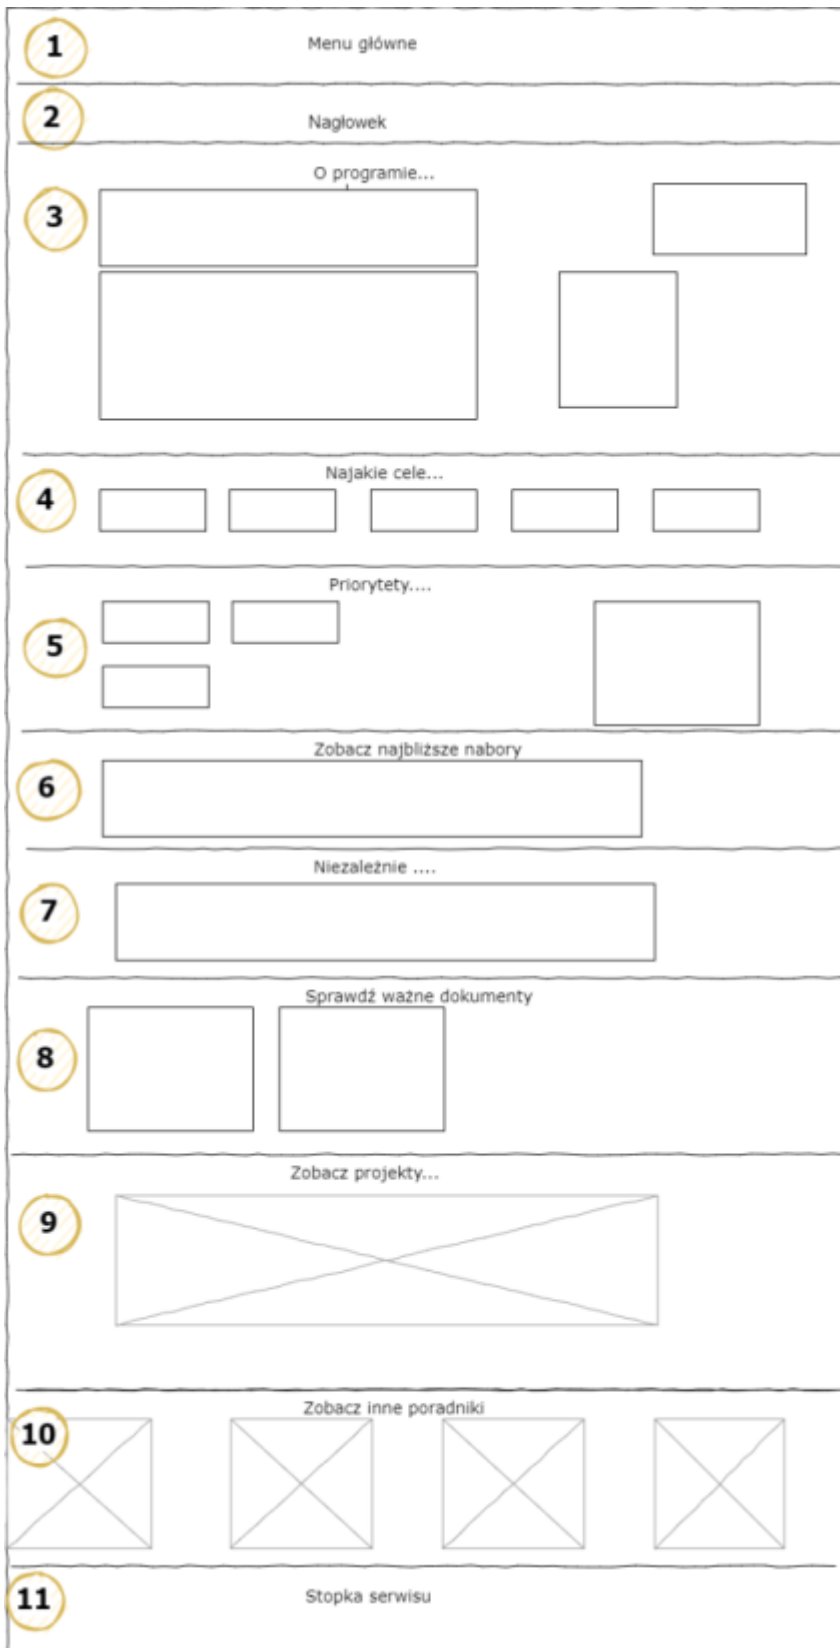 1
Menu główne
2
Nagłowek
O programie...
3
Najakie cele...
4
Priorytety....
5
Zobacz najbliższe nabory
6
Niezależnie ....
7
Sprawdź ważne dokumenty
8
Zobacz projekty...
9
Zobacz inne poradniki
10
11
Stopka serwisu